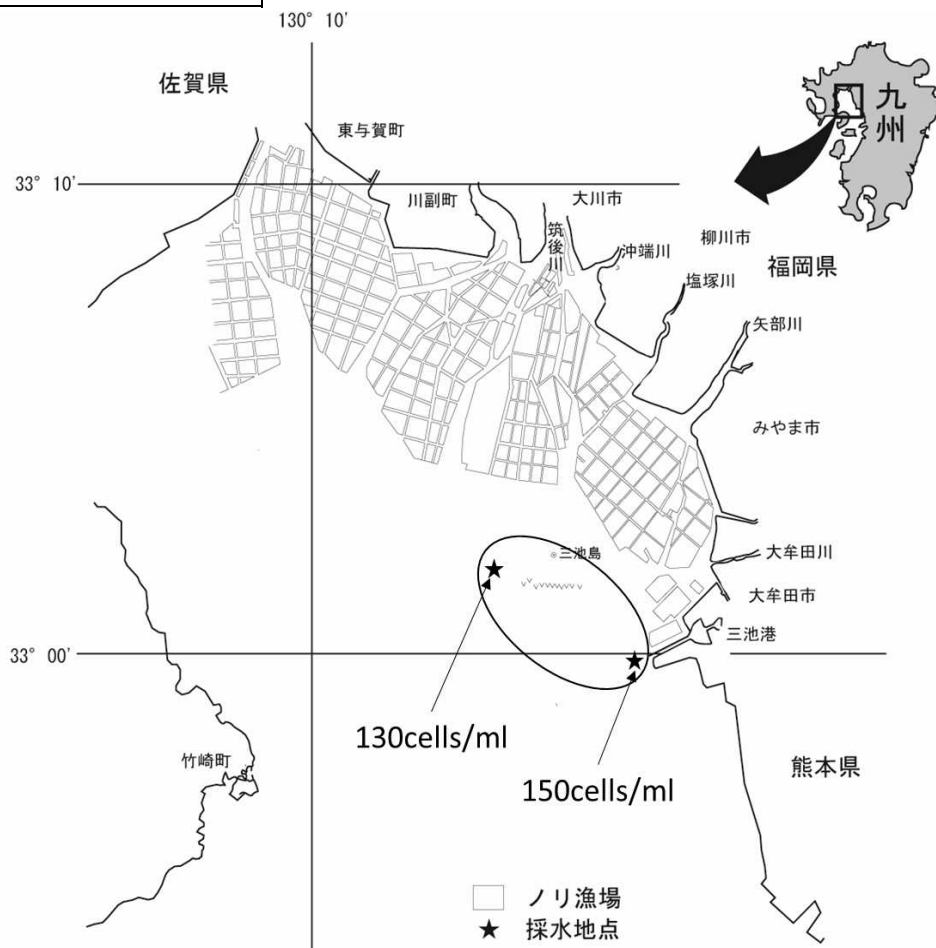 130° 10'
佐賀県
九州
東与賀町
33° 10'
川副町
大川市
筑後川
柳川市
沖端川
福岡県
塩塚川
矢部川
みやま市
三池島
大牟田川
大牟田市
三池港
33° 00'
130cells/ml
竹崎町
熊本県
150cells/ml
ノリ漁場
採水地点